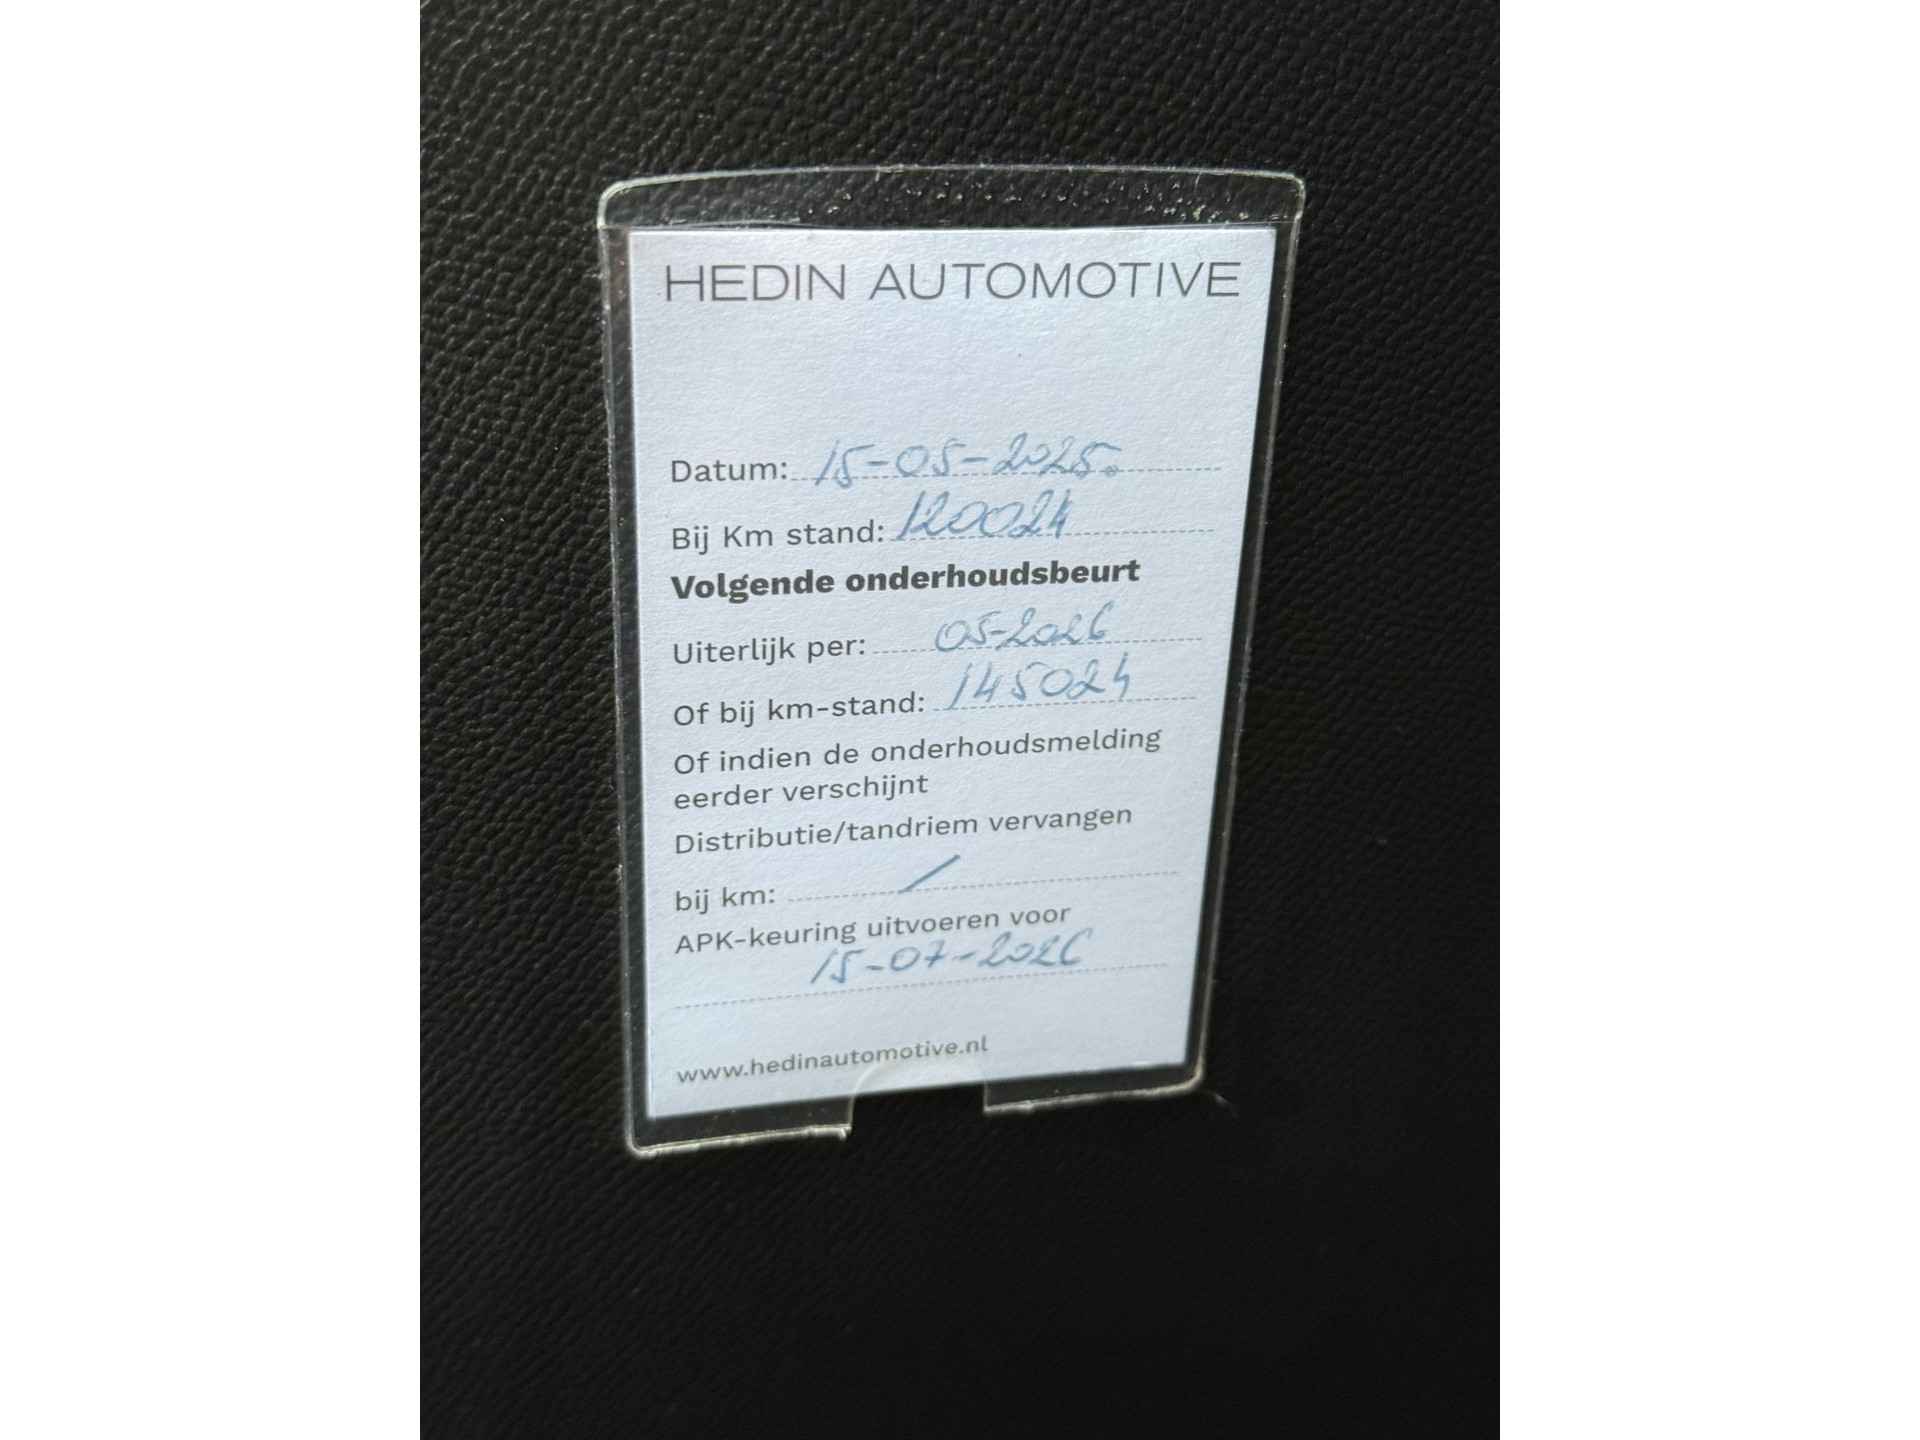 HEDIN AUTOMOTIVE
Datum: 15-05-2025.
Bij Km stand: 120024
Volgende onderhoudsbeurt
Uiterlijk per: 05-2026
Of bij km-stand: 145024
Of indien de onderhoudsmelding
eerder verschijnt
Distributie/tandriem vervangen
bij km: /
APK-keuring uitvoeren voor
15-07-2026
www.hedinautomotive.nl